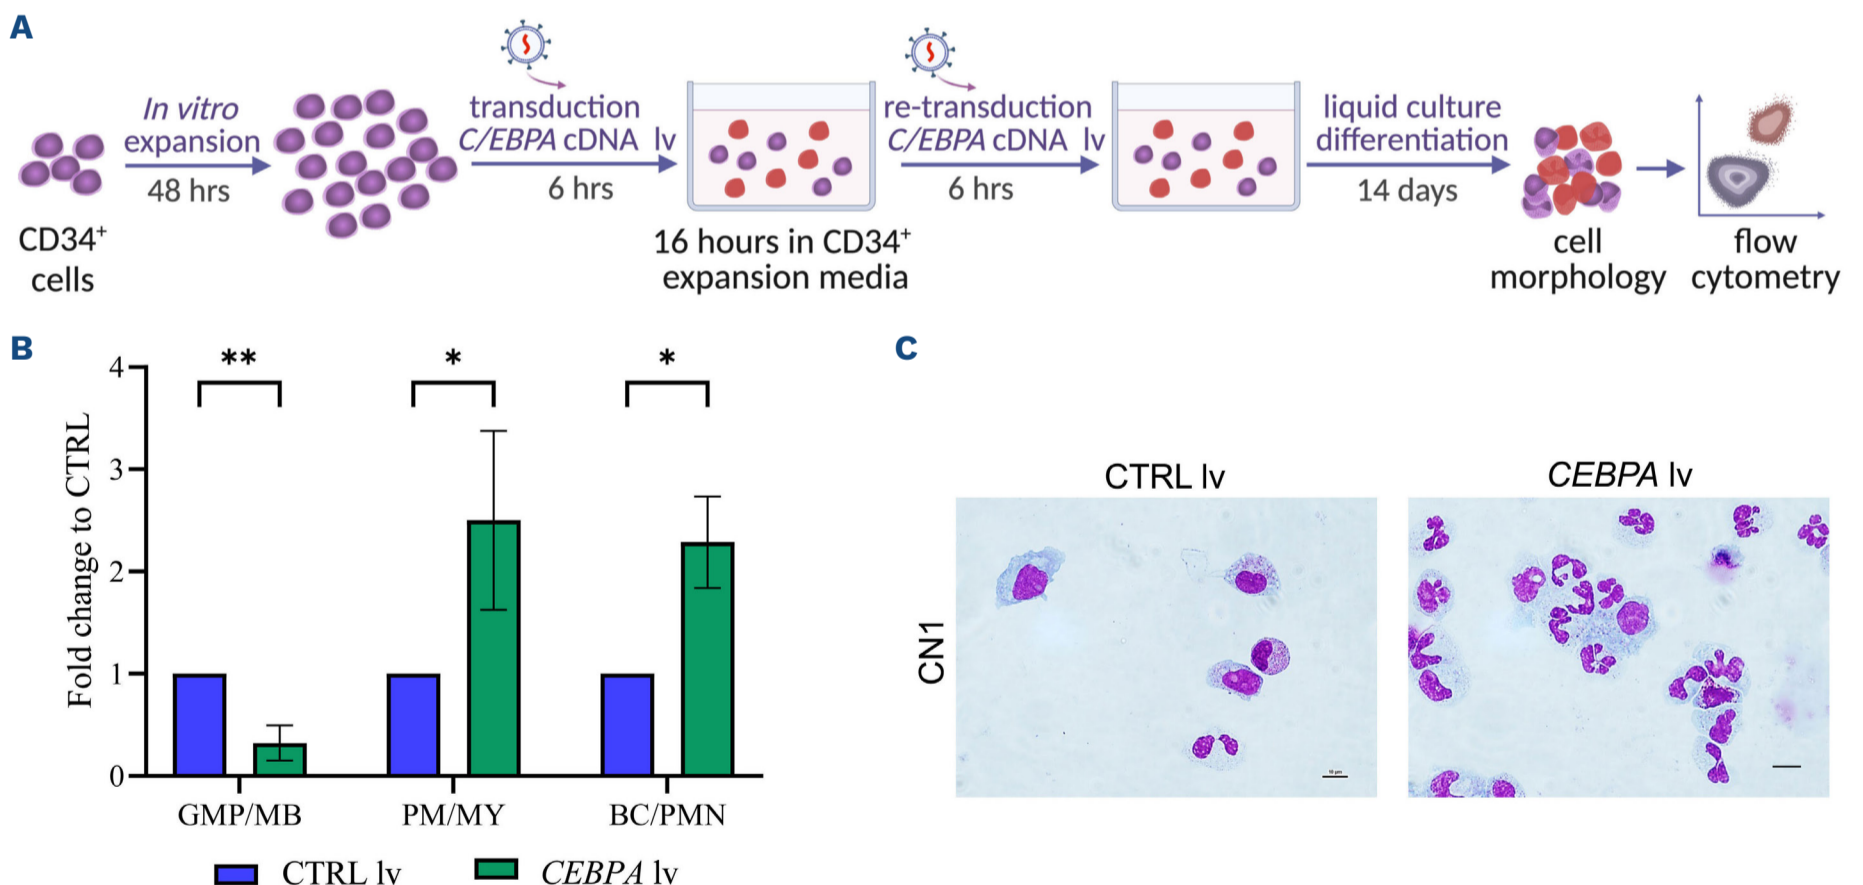 A
In vitro
expansion
48 hrs
CD34+
cells
transduction
C/EBPA cDNA lv
6 hrs
16 hours in CD34+
expansion media
re-transduction
C/EBPA cDNA lv
6 hrs
liquid culture
differentiation
14 days
cell
morphology
flow
cytometry
B
Fold change to CTRL
4
3
2
1
0
** * *
GMP/MB PM/MY BC/PMN
CTRL lv CEBPA lv
C
CTRL lv CEBPA lv
CN1